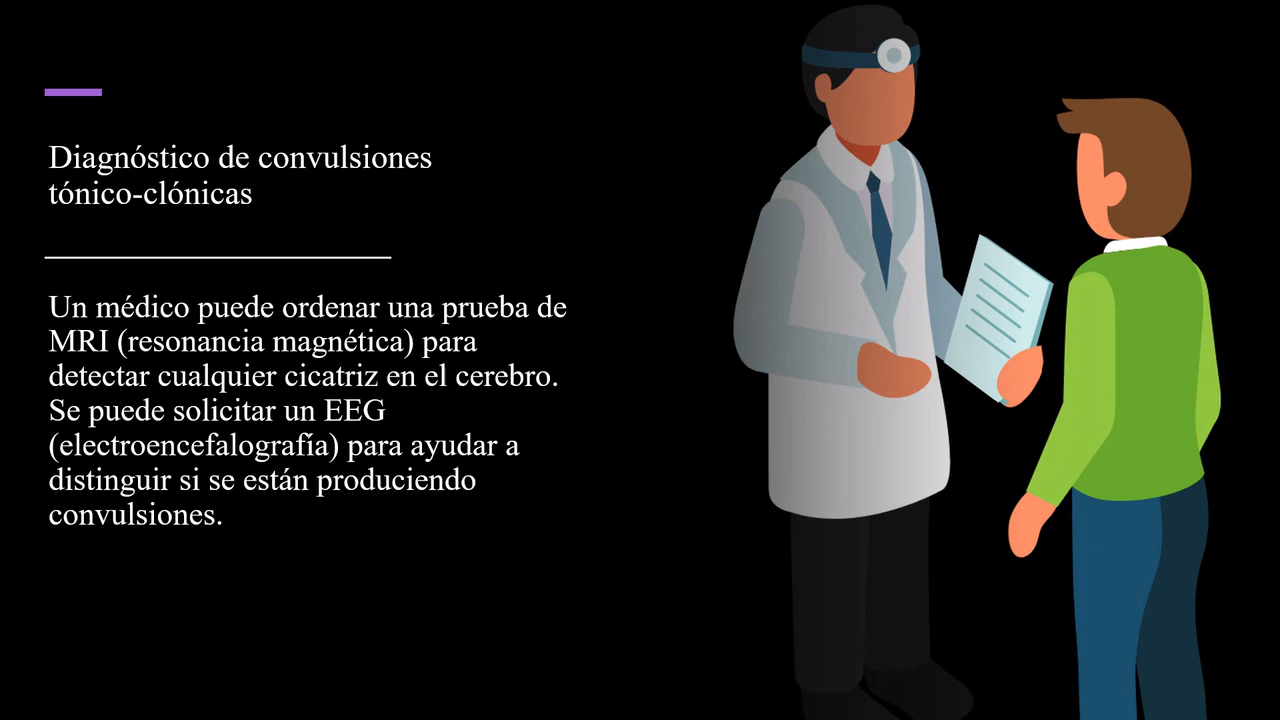 Diagnóstico de convulsiones
tónico-clónicas
Un médico puede ordenar una prueba de
MRI (resonancia magnética) para
detectar cualquier cicatriz en el cerebro.
Se puede solicitar un EEG
(electroencefalografía) para ayudar a
distinguir si se están produciendo
convulsiones.